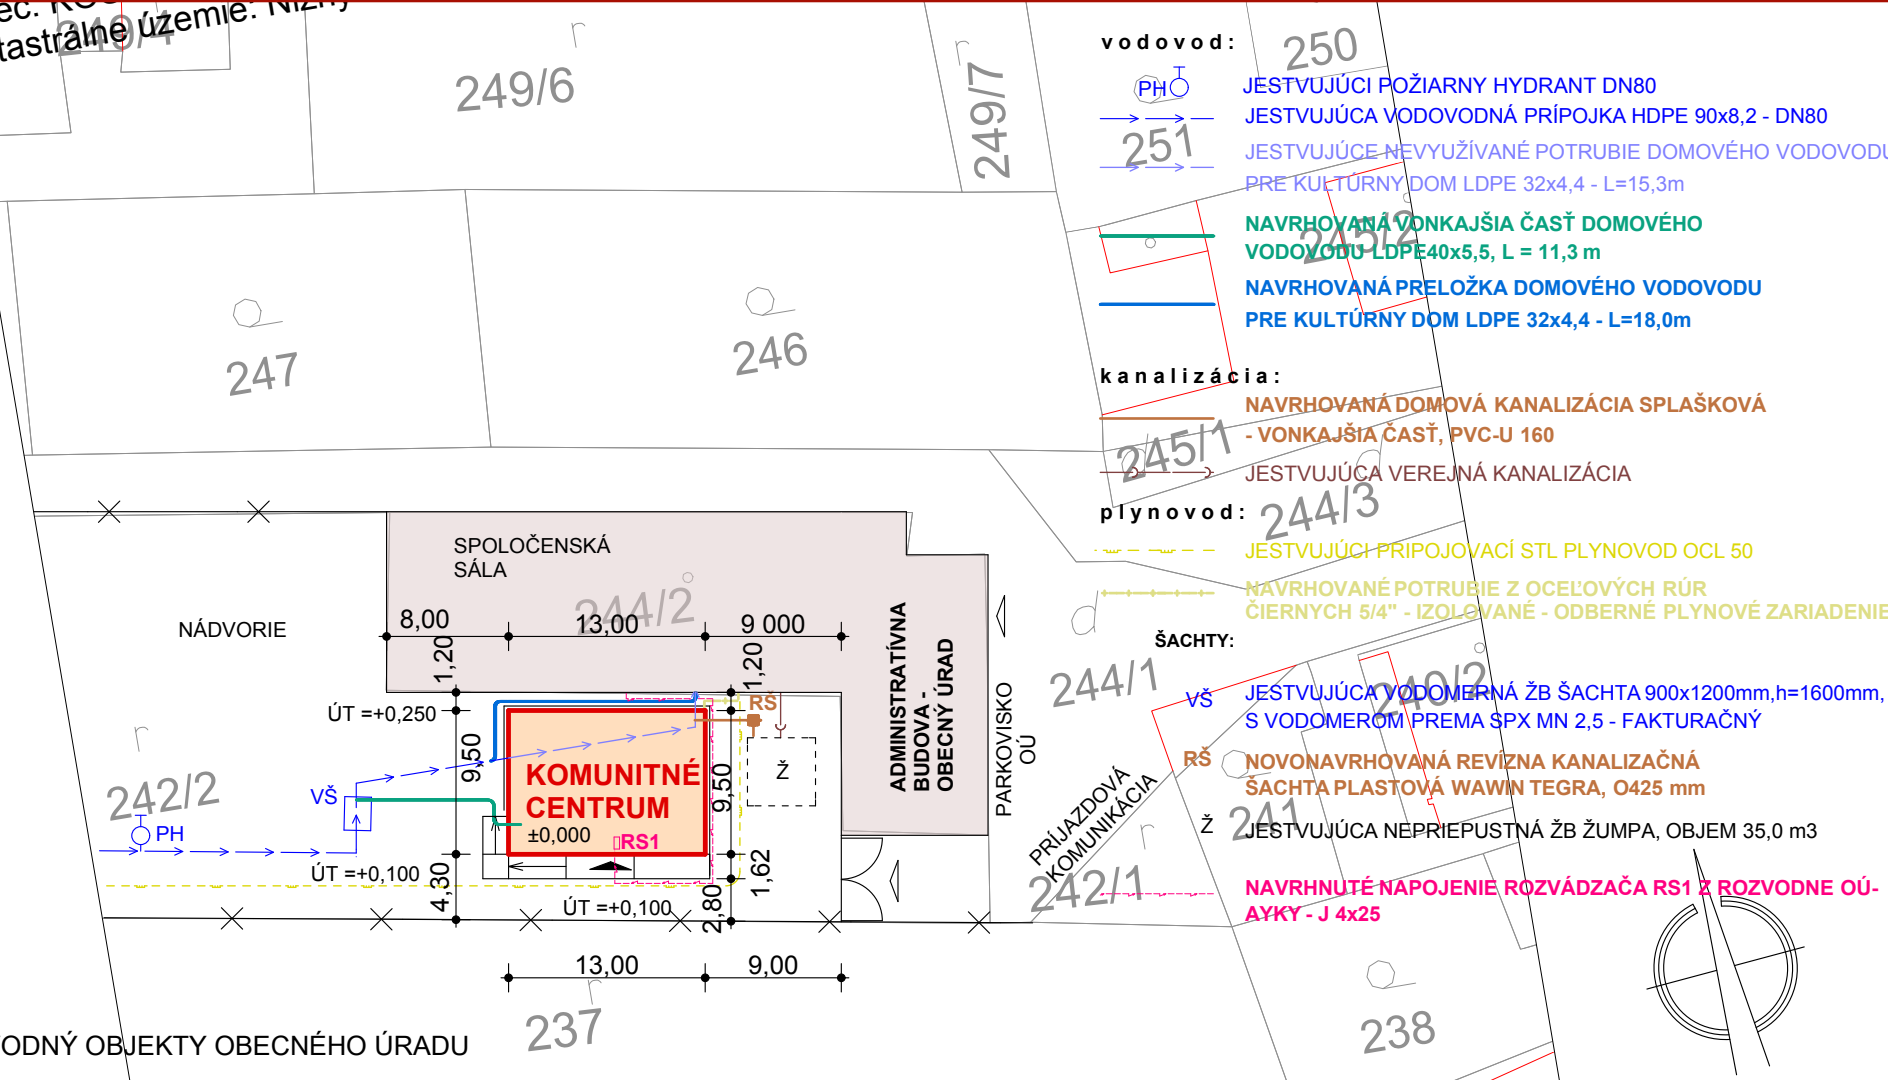 249/4
249/6
249/7
250
251
247
246
245/2
245/1
244/3
244/2
244/1
242/2
242/1
240/2
241
237
238
tastrálne územie:
vodovod:
PH
JESTVUJÚCI POŽIARNY HYDRANT DN80
JESTVUJÚCA VODOVODNÁ PRÍPOJKA HDPE 90x8,2 - DN80
JESTVUJÚCE NEVYUŽÍVANÉ POTRUBIE DOMOVÉHO VODOVODU
PRE KULTÚRNY DOM LDPE 32x4,4 - L=15,3m
NAVRHOVANÁ VONKAJŠIA ČASŤ DOMOVÉHO
VODOVODU LDPE40x5,5, L = 11,3 m
NAVRHOVANÁ PRELOŽKA DOMOVÉHO VODOVODU
PRE KULTÚRNY DOM LDPE 32x4,4 - L=18,0m
kanalizácia:
NAVRHOVANÁ DOMOVÁ KANALIZÁCIA SPLAŠKOVÁ
- VONKAJŠIA ČASŤ, PVC-U 160
JESTVUJÚCA VEREJNÁ KANALIZÁCIA
plynovod:
JESTVUJÚCI PRIPOJOVACÍ STL PLYNOVOD OCL 50
NAVRHOVANÉ POTRUBIE Z OCEĽOVÝCH RÚR
ČIERNYCH 5/4" - IZOLOVANÉ - ODBERNÉ PLYNOVÉ ZARIADENIE
ŠACHTY:
VŠ
JESTVUJÚCA VODOMERNÁ ŽB ŠACHTA 900x1200mm,h=1600mm,
S VODOMEROM PREMA SPX MN 2,5 - FAKTURAČNÝ
RŠ
NOVONAVRHOVANÁ REVÍZNA KANALIZAČNÁ
ŠACHTA PLASTOVÁ WAWIN TEGRA, O425 mm
Ž
JESTVUJÚCA NEPRIEPUSTNÁ ŽB ŽUMPA, OBJEM 35,0 m3
NAVRHNUTÉ NAPOJENIE ROZVÁDZAČA RS1 Z ROZVODNE OÚ-
AYKY - J 4x25
SPOLOČENSKÁ
SÁLA
NÁDVORIE
8,00
13,00
9 000
1,20
1,20
ÚT =+0,250
RŠ
9,50
9,50
KOMUNITNÉ
CENTRUM
±0,000
RS1
Ž
VŠ
PH
ÚT =+0,100
4,30
ÚT =+0,100
2,80
1,62
13,00
9,00
ADMINISTRATÍVNA
BUDOVA -
OBECNÝ ÚRAD
PARKOVISKO
OÚ
PRÍJAZDOVÁ
KOMUNIKÁCIA
ODNÝ OBJEKTY OBECNÉHO ÚRADU